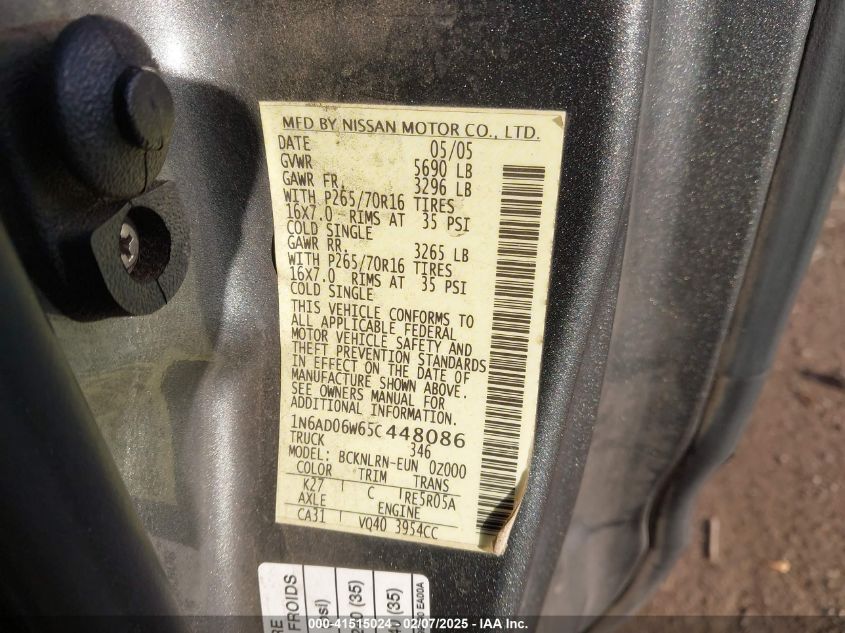 MFD BY NISSAN MOTOR CO., LTD.
DATE 05/05
GVWR 5690 LB
GAWR FR. 3296 LB
WITH P265/70R16 TIRES
16X7.0 RIMS AT 35 PSI
COLD SINGLE
GAWR RR. 3265 LB
WITH P265/70R16 TIRES
16X7.0 RIMS AT 35 PSI
COLD SINGLE
THIS VEHICLE CONFORMS TO
ALL APPLICABLE FEDERAL
MOTOR VEHICLE SAFETY AND
THEFT PREVENTION STANDARDS
IN EFFECT ON THE DATE OF
MANUFACTURE SHOWN ABOVE.
SEE OWNERS MANUAL FOR
ADDITIONAL INFORMATION.
1N6AD06W65C448086
TRUCK 346
MODEL: BCKNLRN-EUN 0Z000
COLOR TRIM TRANS
K27 C RE5R05A
AXLE ENGINE
CA31 VQ40 3954CC
FROIDS
(35)
(35)
000-41515024 - 02/07/2025 - IAA Inc.